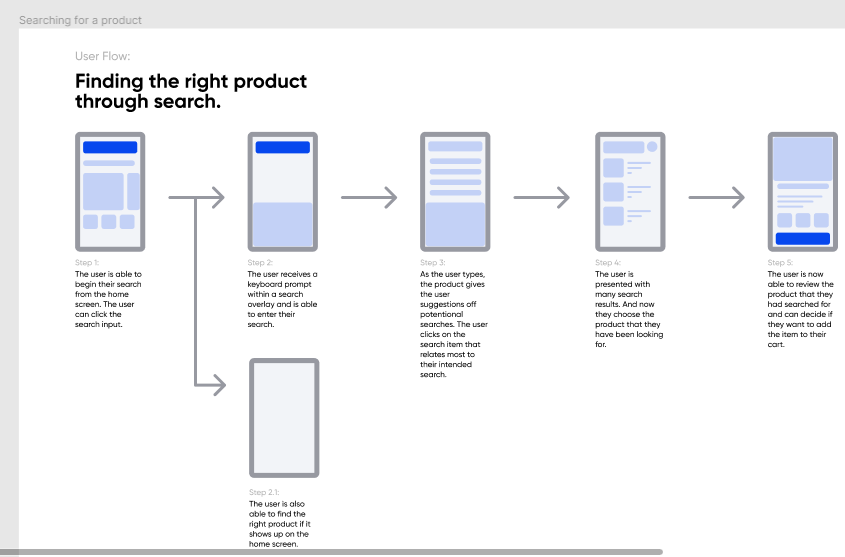 Searching for a product
User Flow:
Finding the right product
through search.
Step 1:
The user is able to
begin their search
from the home
screen. The user
can click the
search input.
Step 2:
The user receives a
keyboard prompt
within a search
overlay and is able
to enter their
search.
Step 3:
As the user types,
the product gives
the user
suggestions off
potentional
searches. The user
clicks on the
search item that
relates most to
their intended
search.
Step 4:
The user is
presented with
many search
results. And now
they choose the
product that they
have been looking
for.
Step 5:
The user is now
able to review the
product that they
had searched for
and can decide if
they want to add
the item to their
cart.
Step 2.1:
The user is also
able to find the
right product if it
shows up on the
home screen.